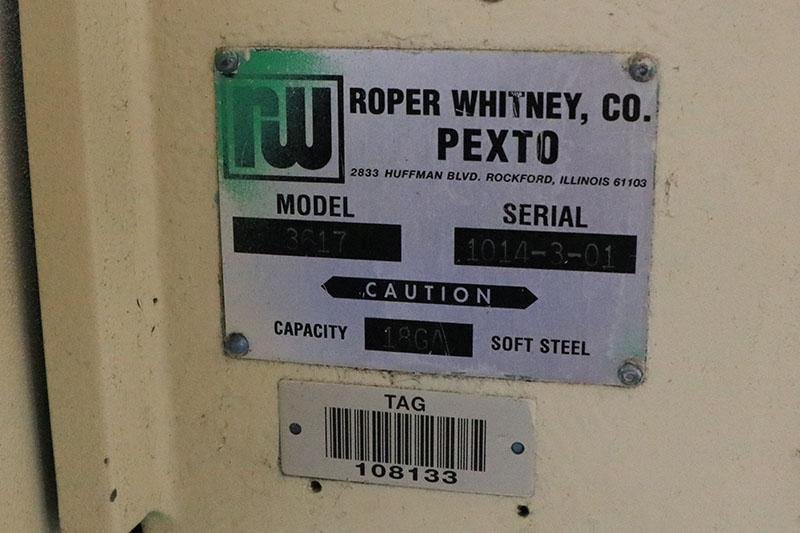 rw
ROPER WHITNEY, CO.
PEXTO
2833 HUFFMAN BLVD. ROCKFORD, ILLINOIS 61103
MODEL
3617
SERIAL
1014-3-01
CAUTION
CAPACITY 18GA SOFT STEEL
TAG
108133